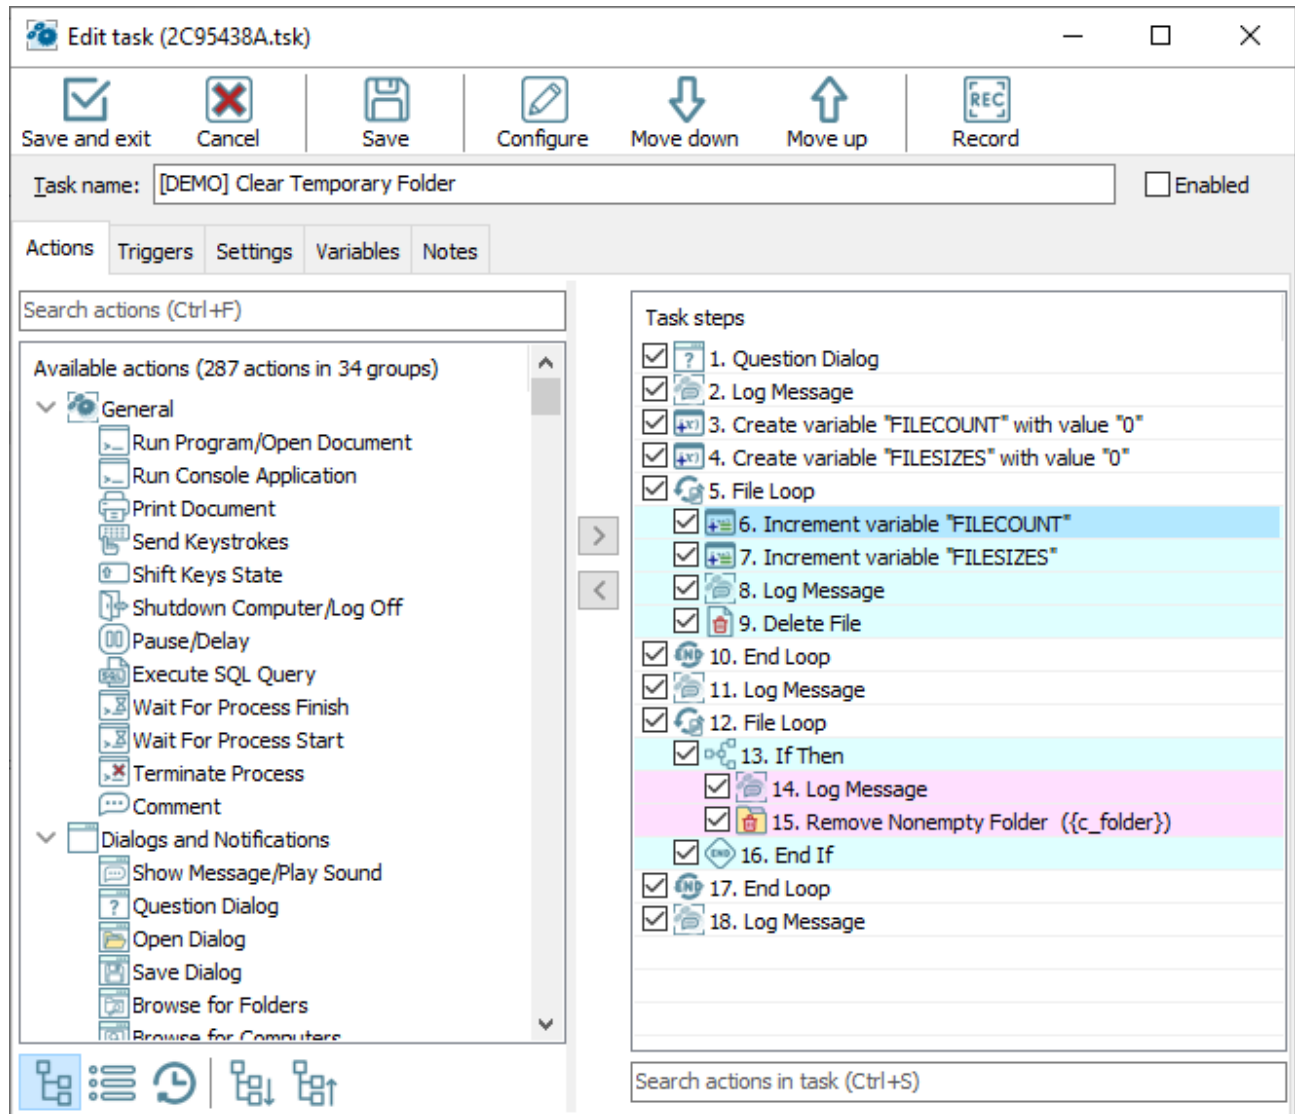 Edit task (2C95438A.tsk)
Save and exit
Cancel
Save
Configure
Move down
Move up
REC
Record
Task name: [DEMO] Clear Temporary Folder
Enabled
Actions
Triggers
Settings
Variables
Notes
Search actions (Ctrl+F)
Available actions (287 actions in 34 groups)
General
Run Program/Open Document
Run Console Application
Print Document
Send Keystrokes
Shift Keys State
Shutdown Computer/Log Off
Pause/Delay
Execute SQL Query
Wait For Process Finish
Wait For Process Start
Terminate Process
Comment
Dialogs and Notifications
Show Message/Play Sound
Question Dialog
Open Dialog
Save Dialog
Browse for Folders
Browse for Computers
Task steps
1. Question Dialog
2. Log Message
3. Create variable "FILECOUNT" with value "0"
4. Create variable "FILESIZES" with value "0"
5. File Loop
6. Increment variable "FILECOUNT"
7. Increment variable "FILESIZES"
8. Log Message
9. Delete File
10. End Loop
11. Log Message
12. File Loop
13. If Then
14. Log Message
15. Remove Nonempty Folder ({c_folder})
16. End If
17. End Loop
18. Log Message
Search actions in task (Ctrl+S)